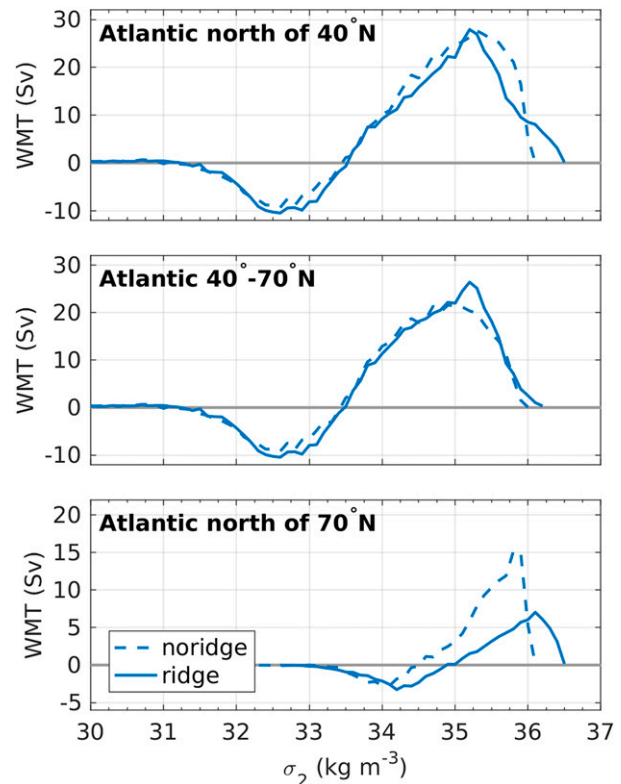 Atlantic north of 40°N
30
20
10
0
-10
WMT (Sv)
Atlantic 40°-70°N
30
20
10
0
-10
WMT (Sv)
Atlantic north of 70°N
20
15
10
5
0
-5
WMT (Sv)
noridge
ridge
30 31 32 33 34 35 36 37
σ₂ (kg m⁻³)